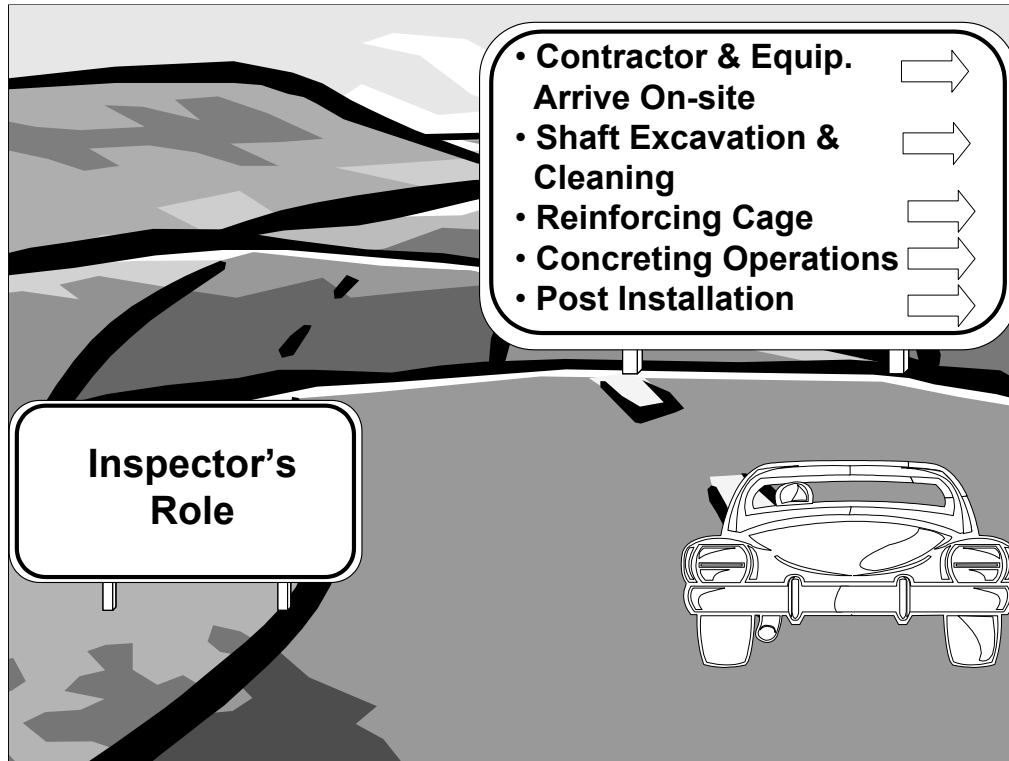 • Contractor & Equip.
Arrive On-site
• Shaft Excavation &
Cleaning
• Reinforcing Cage
• Concreting Operations
• Post Installation
Inspector’s
Role